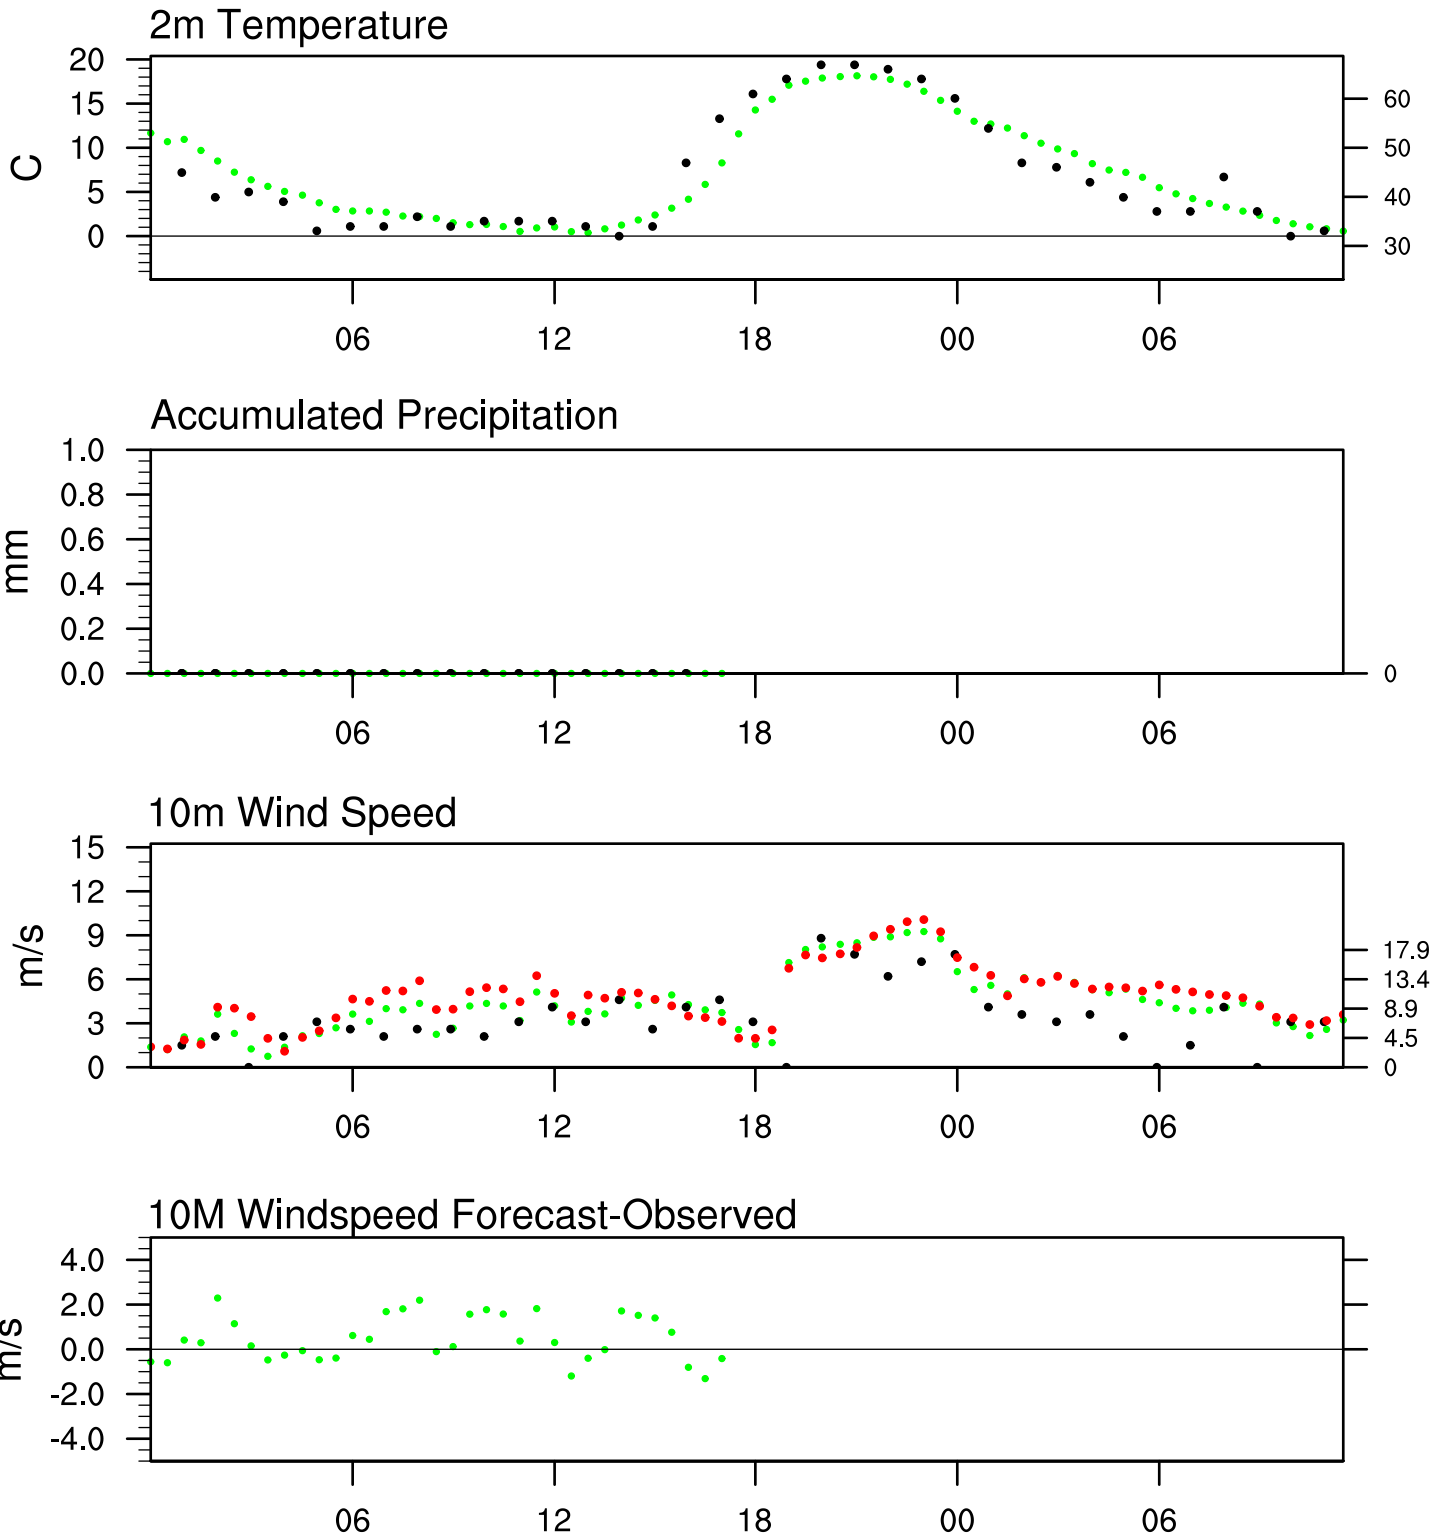 2m Temperature
20
15
10
5
0
C
60
50
40
30
06 12 18 00 06
Accumulated Precipitation
1.0
0.8
0.6
0.4
0.2
0.0
mm
0
06 12 18 00 06
10m Wind Speed
15
12
9
6
3
0
m/s
17.9
13.4
8.9
4.5
0
06 12 18 00 06
10M Windspeed Forecast-Observed
4.0
2.0
0.0
-2.0
-4.0
m/s
06 12 18 00 06